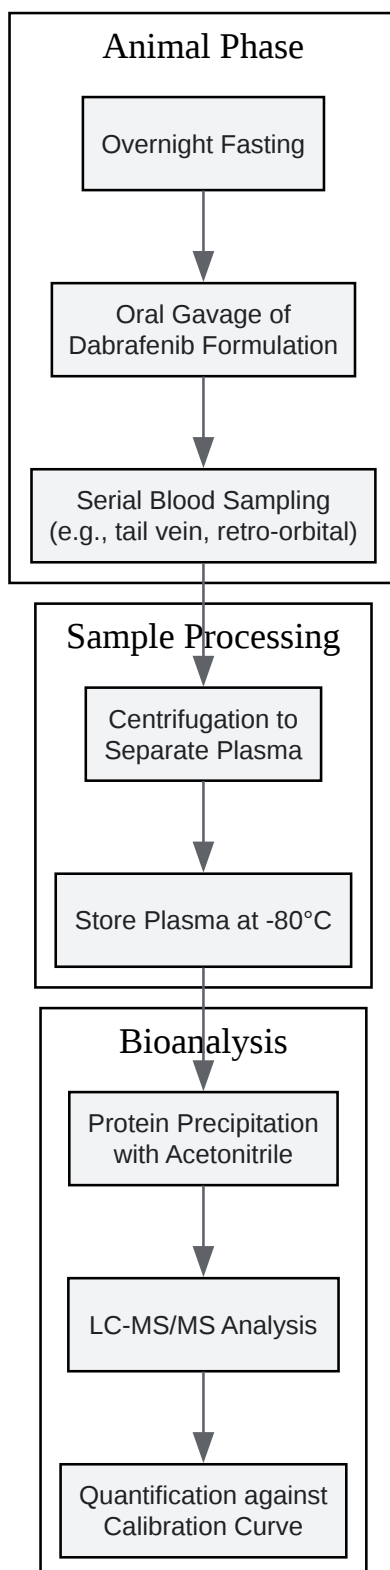 Animal Phase
Overnight Fasting
Oral Gavage of
Dabrafenib Formulation
Serial Blood Sampling
(e.g., tail vein, retro-orbital)
Sample Processing
Centrifugation to
Separate Plasma
Store Plasma at -80°C
Bioanalysis
Protein Precipitation
with Acetonitrile
LC-MS/MS Analysis
Quantification against
Calibration Curve